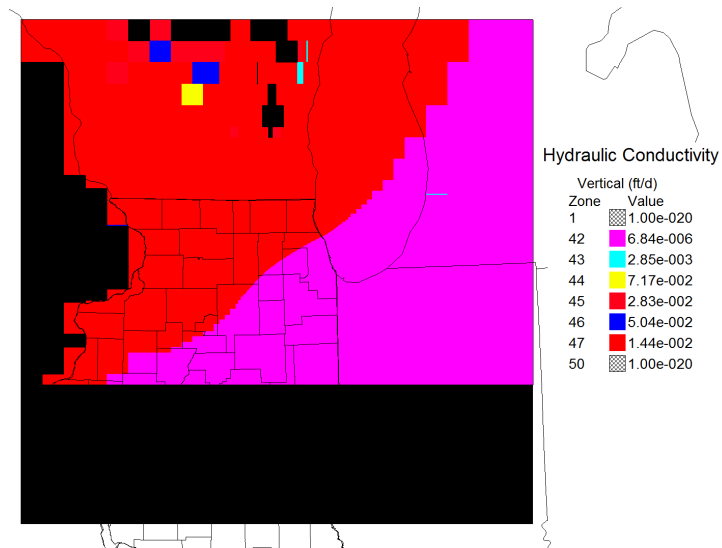 Hydraulic Conductivity
Vertical (ft/d)
Zone Value
1 1.00e-020
42 6.84e-006
43 2.85e-003
44 7.17e-002
45 2.83e-002
46 5.04e-002
47 1.44e-002
50 1.00e-020